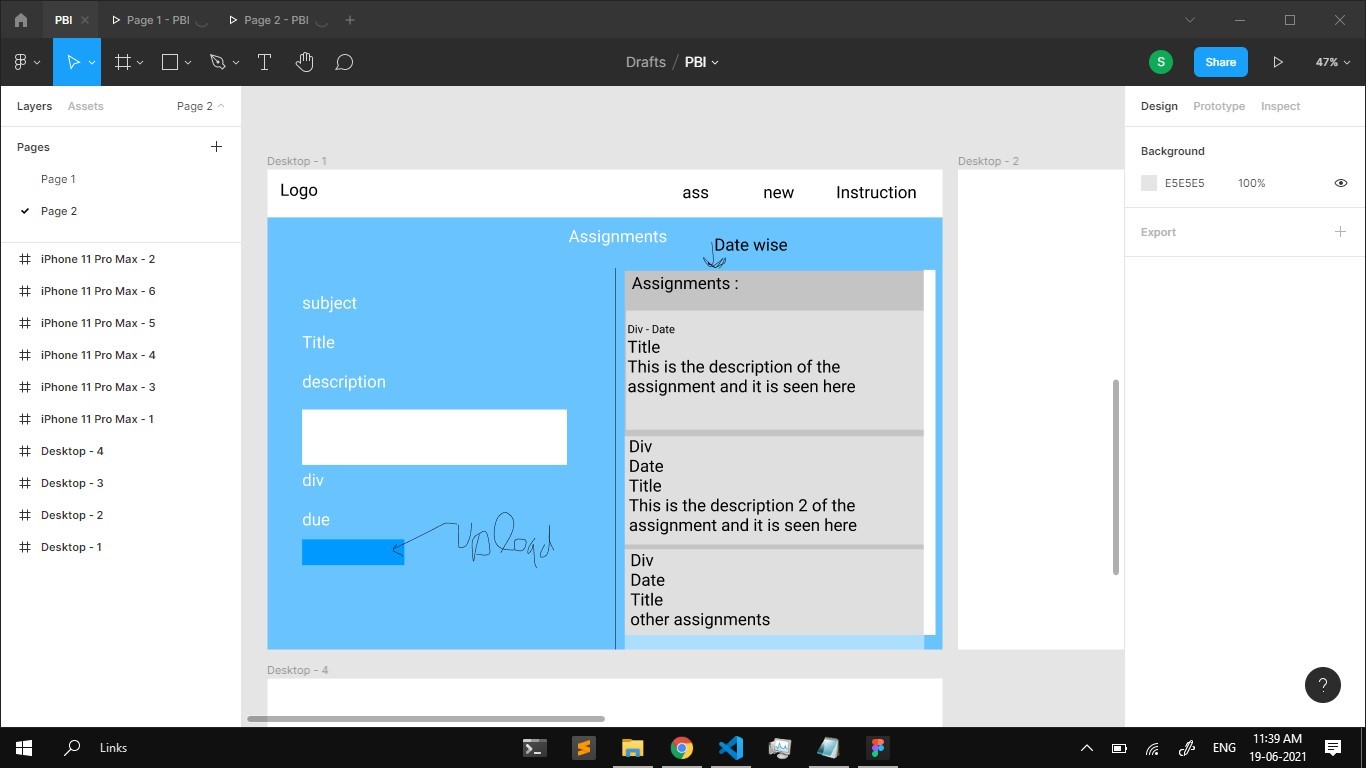 PBI
Page 1 - PBI
Page 2 - PBI
Drafts / PBI
S
Share
47%
Layers
Assets
Page 2
Pages
Page 1
Page 2
iPhone 11 Pro Max - 2
iPhone 11 Pro Max - 6
iPhone 11 Pro Max - 5
iPhone 11 Pro Max - 4
iPhone 11 Pro Max - 3
iPhone 11 Pro Max - 1
Desktop - 4
Desktop - 3
Desktop - 2
Desktop - 1
Desktop - 1
Logo
ass
new
Instruction
Assignments
Date wise
subject
Title
description
div
due
upload
Assignments :
Div - Date
Title
This is the description of the
assignment and it is seen here
Div
Date
Title
This is the description 2 of the
assignment and it is seen here
Div
Date
Title
other assignments
Desktop - 2
Desktop - 4
Design
Prototype
Inspect
Background
E5E5E5
100%
Export
?
Links
ENG
11:39 AM
19-06-2021